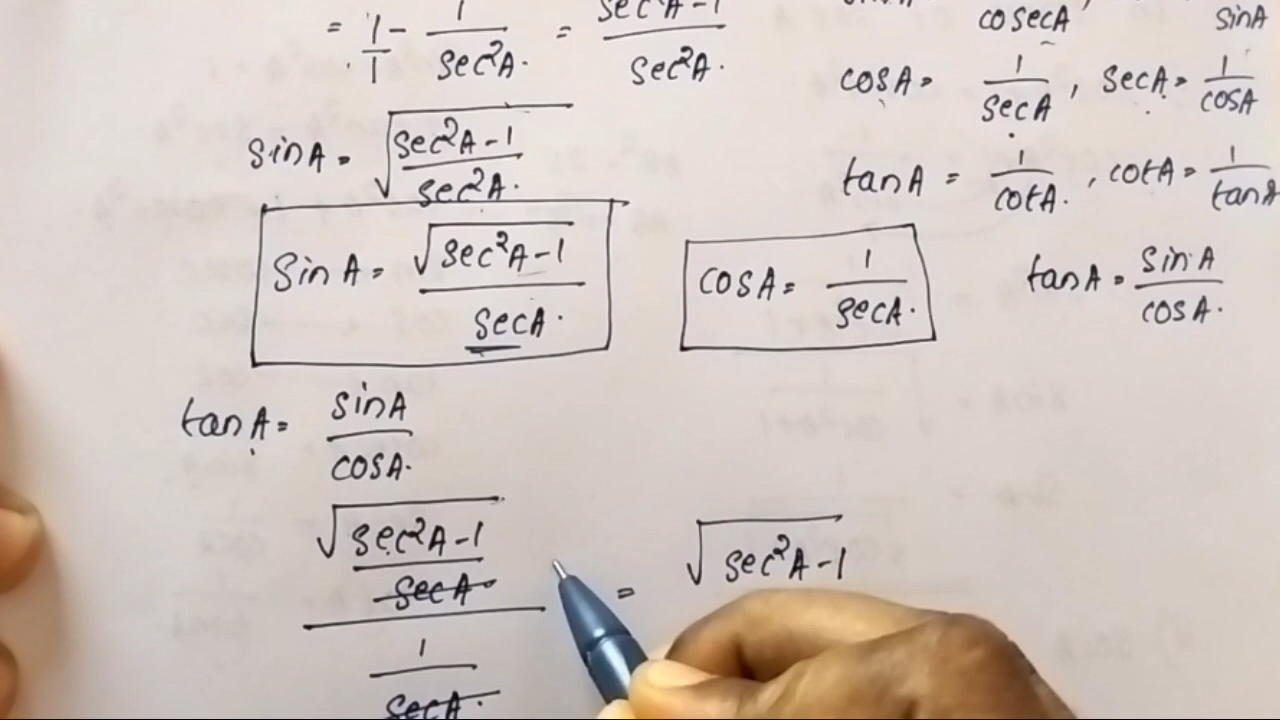 = 1/1 - 1/sec²A. = sec²A-1/sec²A.
sinA = √(sec²A-1/sec²A.)
sinA = √(sec²A-1)/secA.
cosA = 1/secA.
tanA = sinA/cosA.
√(sec²A-1)/secA. / 1/secA. = √(sec²A-1)
cosecA, sinA
cosA = 1/secA, secA = 1/cosA
tanA = 1/cotA., cotA = 1/tanA
tanA = sinA/cosA.